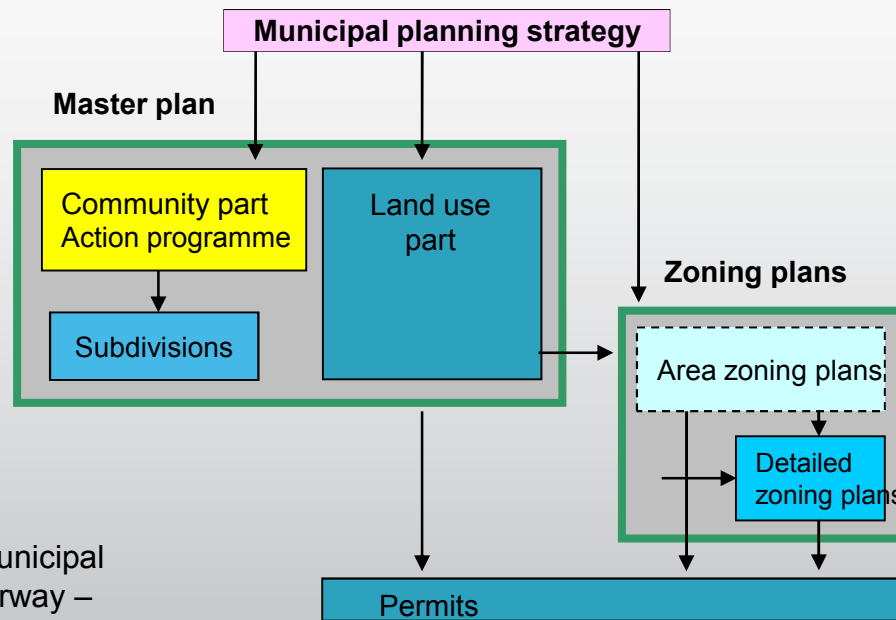 Municipal planning strategy
Master plan
Community part
Action programme
Land use
part
Subdivisions
Zoning plans
Area zoning plans
Detailed
zoning plans
Permits